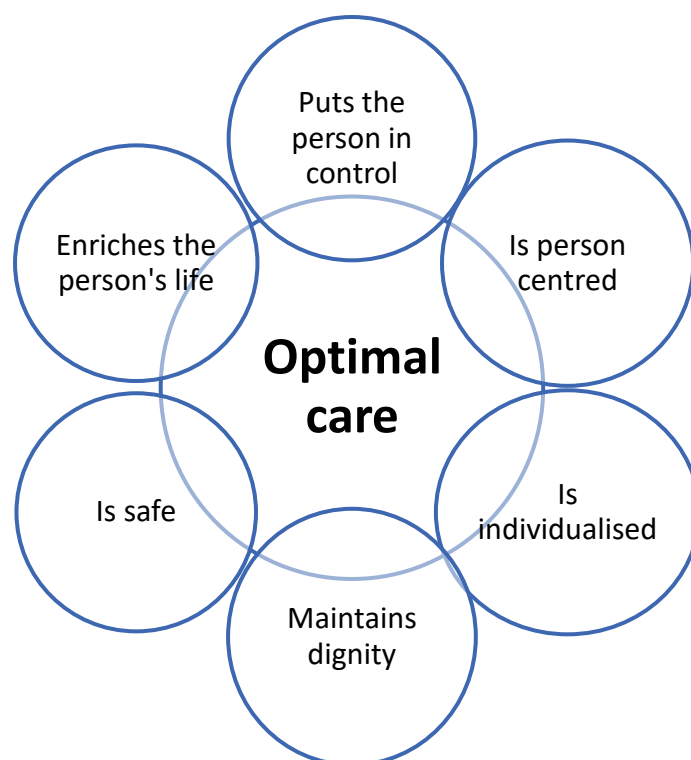 Puts the
person in
control
Is person
centred
Is
individualised
Maintains
dignity
Is safe
Enriches the
person's life
Optimal
care